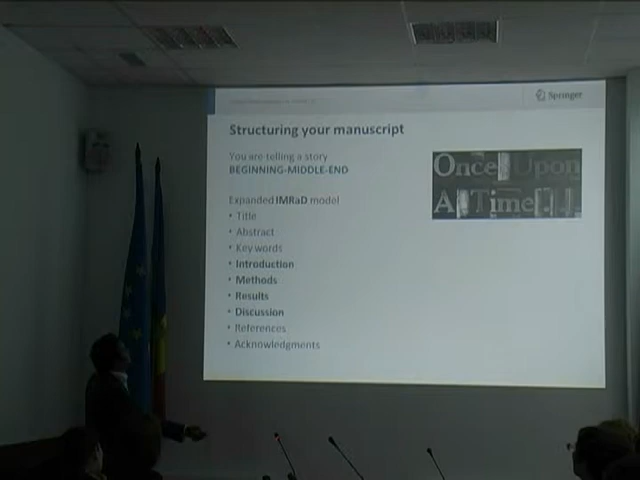 Springer
Structuring your manuscript
You are telling a story
BEGINNING-MIDDLE-END
Once Upon
A Time...
Expanded IMRaD model
• Title
• Abstract
• Key words
• Introduction
• Methods
• Results
• Discussion
• References
• Acknowledgments